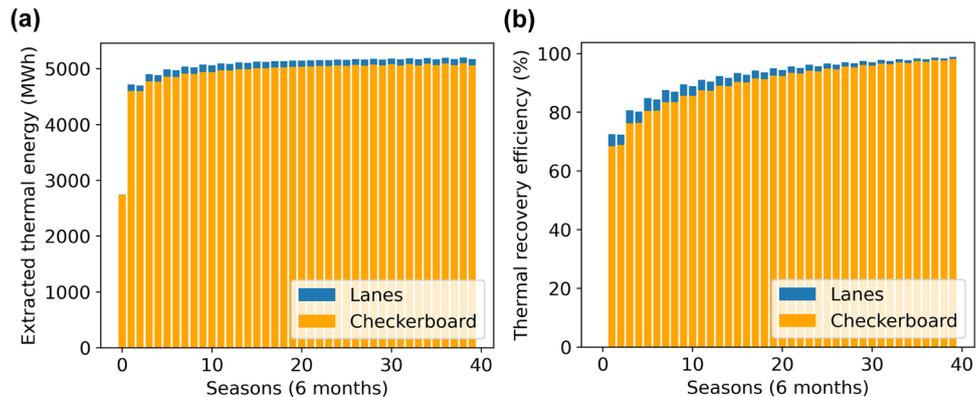 (a)
Extracted thermal energy (MWh)
5000
4000
3000
2000
1000
0
Lanes
Checkerboard
0 10 20 30 40
Seasons (6 months)
(b)
Thermal recovery efficiency (%)
100
80
60
40
20
0
Lanes
Checkerboard
0 10 20 30 40
Seasons (6 months)